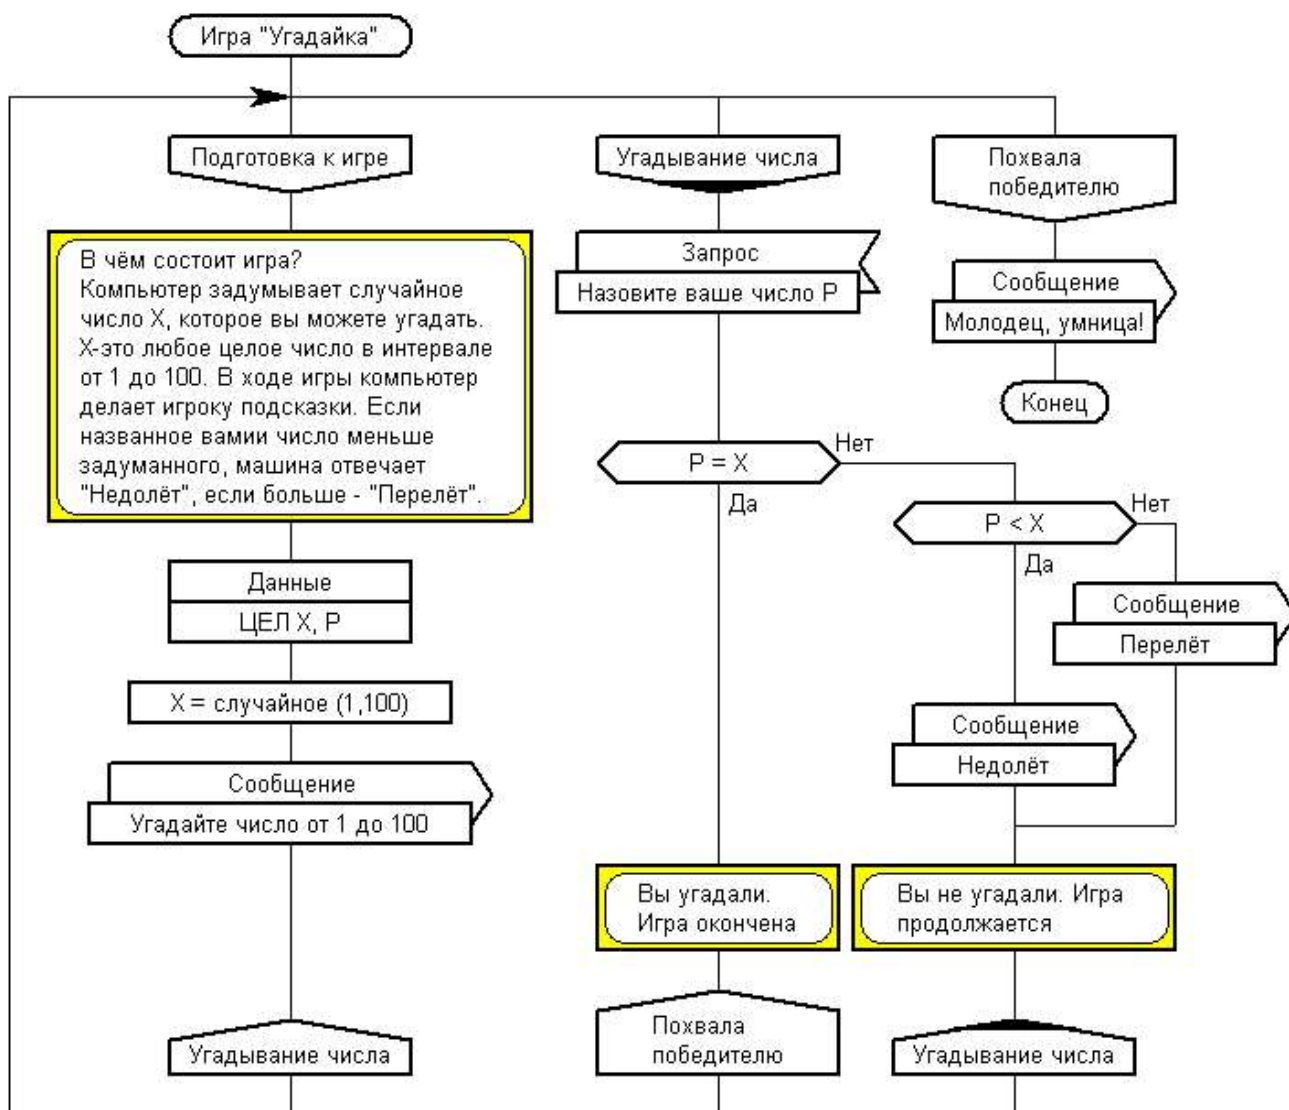 Игра "Угадайка"
Подготовка к игре
В чём состоит игра?
Компьютер задумывает случайное
число X, которое вы можете угадать.
X-это любое целое число в интервале
от 1 до 100. В ходе игры компьютер
делает игроку подсказки. Если
названное вамии число меньше
задуманного, машина отвечает
"Недолёт", если больше - "Перелёт".
Данные
ЦЕЛ X, P
X = случайное (1,100)
Сообщение
Угадайте число от 1 до 100
Угадывание числа
Угадывание числа
Запрос
Назовите ваше число P
P = X
Да
Нет
Вы угадали.
Игра окончена
Похвала
победителю
P < X
Да
Нет
Сообщение
Недолёт
Сообщение
Перелёт
Вы не угадали. Игра
продолжается
Угадывание числа
Похвала
победителю
Сообщение
Молодец, умница!
Конец